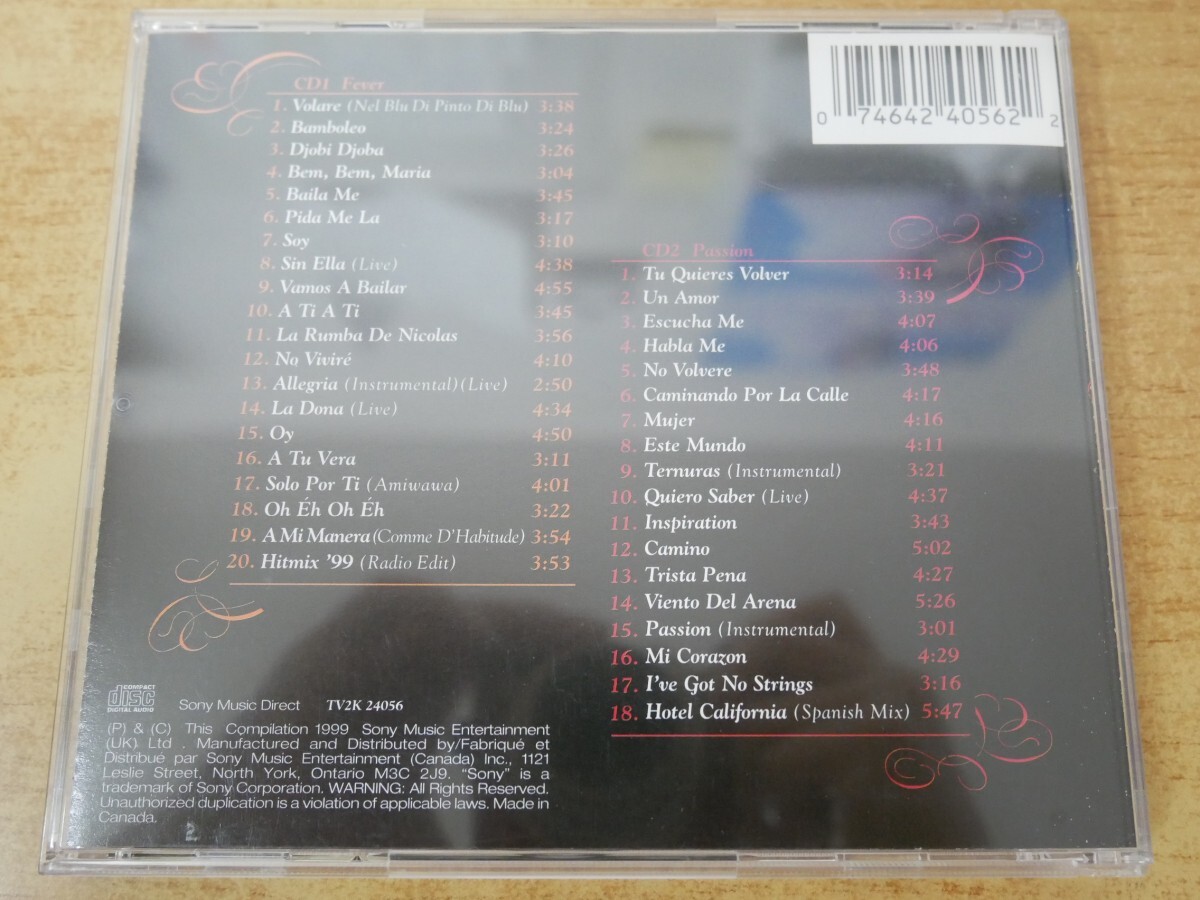 CD1 Fever
1. Volare (Nel Blu Di Pinto Di Blu) 3:38
2. Bamboleo 3:24
3. Djobi Djoba 3:26
4. Bem, Bem, Maria 3:04
5. Baila Me 3:45
6. Pida Me La 3:17
7. Soy 3:10
8. Sin Ella (Live) 4:38
9. Vamos A Bailar 4:55
10. A Ti A Ti 3:45
11. La Rumba De Nicolas 3:56
12. No Viviré 4:10
13. Allegria (Instrumental)(Live) 2:50
14. La Dona (Live) 4:34
15. Oy 4:50
16. A Tu Vera 3:11
17. Solo Por Ti (Amiwawa) 4:01
18. Oh Éh Oh Éh 3:22
19. A Mi Manera (Comme D'Habitude) 3:54
20. Hitmix '99 (Radio Edit) 3:53
0 74642 40562 2
CD2 Passion
1. Tu Quieres Volver 3:14
2. Un Amor 3:39
3. Escucha Me 4:07
4. Habla Me 4:06
5. No Volvere 3:48
6. Caminando Por La Calle 4:17
7. Mujer 4:16
8. Este Mundo 4:11
9. Ternuras (Instrumental) 3:21
10. Quiero Saber (Live) 4:37
11. Inspiration 3:43
12. Camino 5:02
13. Trista Pena 4:27
14. Viento Del Arena 5:26
15. Passion (Instrumental) 3:01
16. Mi Corazon 4:29
17. I've Got No Strings 3:16
18. Hotel California (Spanish Mix) 5:47
COMPACT
disc
DIGITAL AUDIO
Sony Music Direct TV2K 24056
(P) & (C) This Compilation 1999 Sony Music Entertainment
(UK) Ltd . Manufactured and Distributed by/Fabriqué et
Distribué par Sony Music Entertainment (Canada) Inc., 1121
Leslie Street, North York, Ontario M3C 2J9. "Sony" is a
trademark of Sony Corporation. WARNING: All Rights Reserved.
Unauthorized duplication is a violation of applicable laws. Made in
Canada.